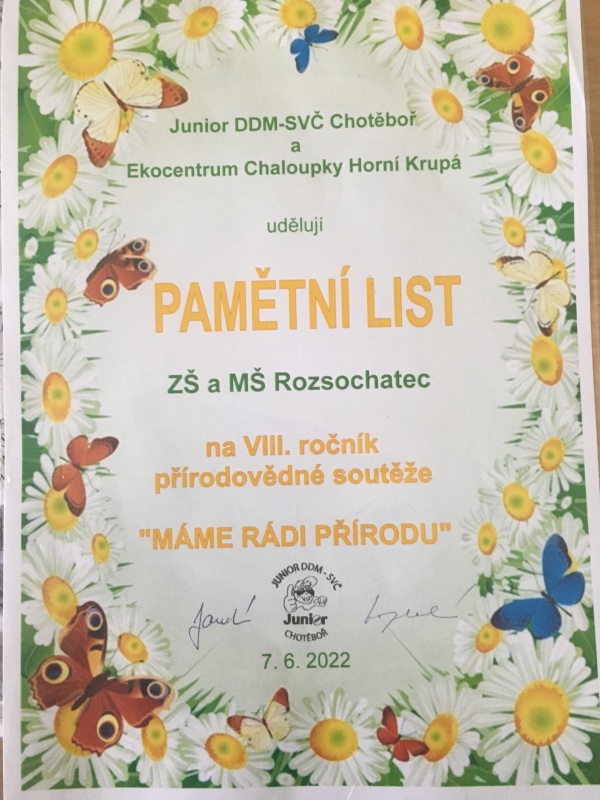 Junior DDM-SVČ Chotěboř
a
Ekocentrum Chaloupky Horní Krupá
udělují
PAMĚTNÍ LIST
ZŠ a MŠ Rozsochatec
na VIII. ročník
přírodovědné soutěže
"MÁME RÁDI PŘÍRODU"
JUNIOR DDM - SVČ
Junior
CHOTĚBOŘ
7. 6. 2022